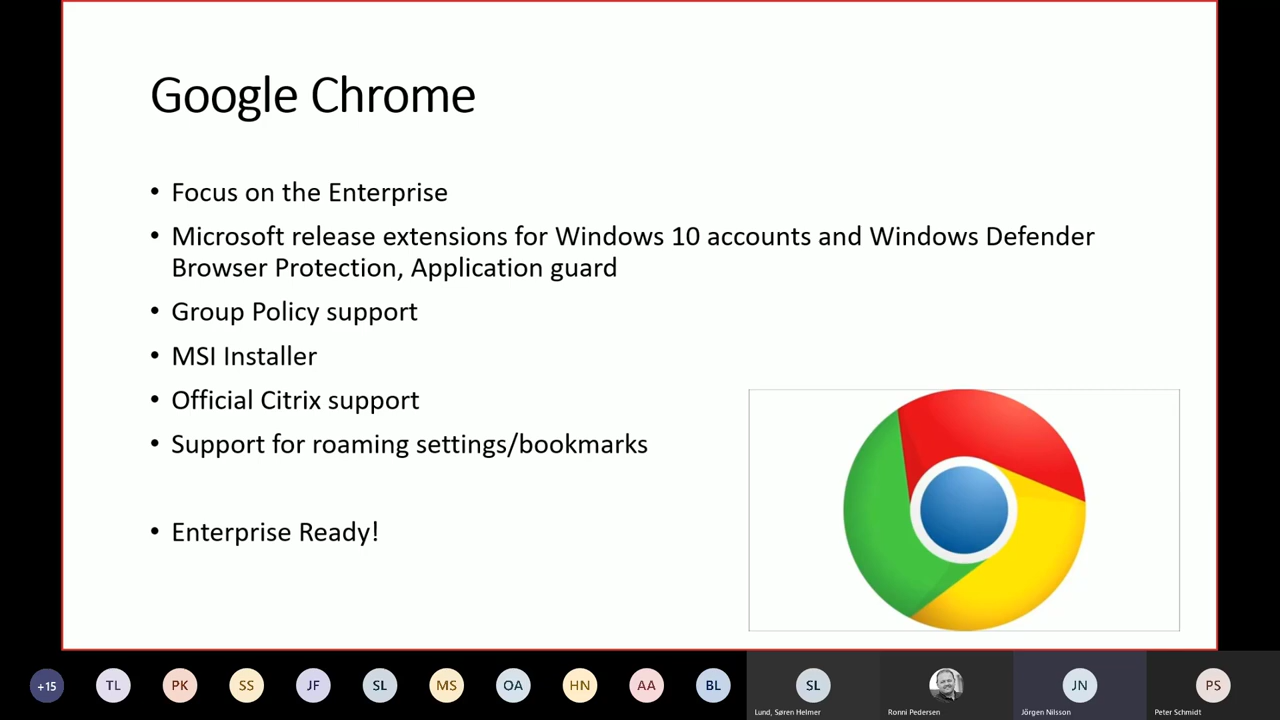 Google Chrome
• Focus on the Enterprise
• Microsoft release extensions for Windows 10 accounts and Windows Defender
Browser Protection, Application guard
• Group Policy support
• MSI Installer
• Official Citrix support
• Support for roaming settings/bookmarks
• Enterprise Ready!
+15
TL
PK
SS
JF
SL
MS
OA
HN
AA
BL
SL
Lund, Søren Helmer
Ronni Pedersen
JN
Jörgen Nilsson
PS
Peter Schmidt